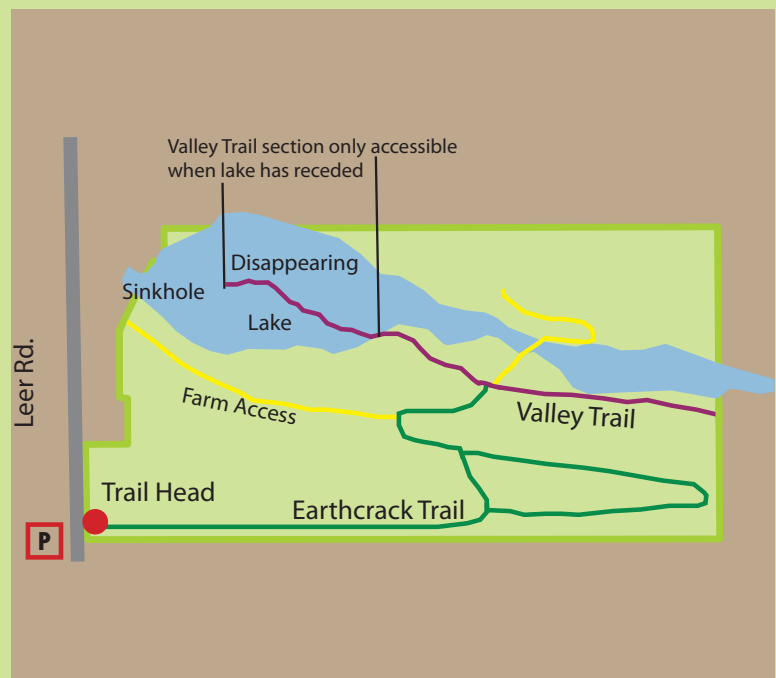 Valley Trail section only accessible
when lake has receded
Disappearing
Sinkhole
Lake
Leer Rd.
Farm Access
Valley Trail
Trail Head
Earthcrack Trail
P